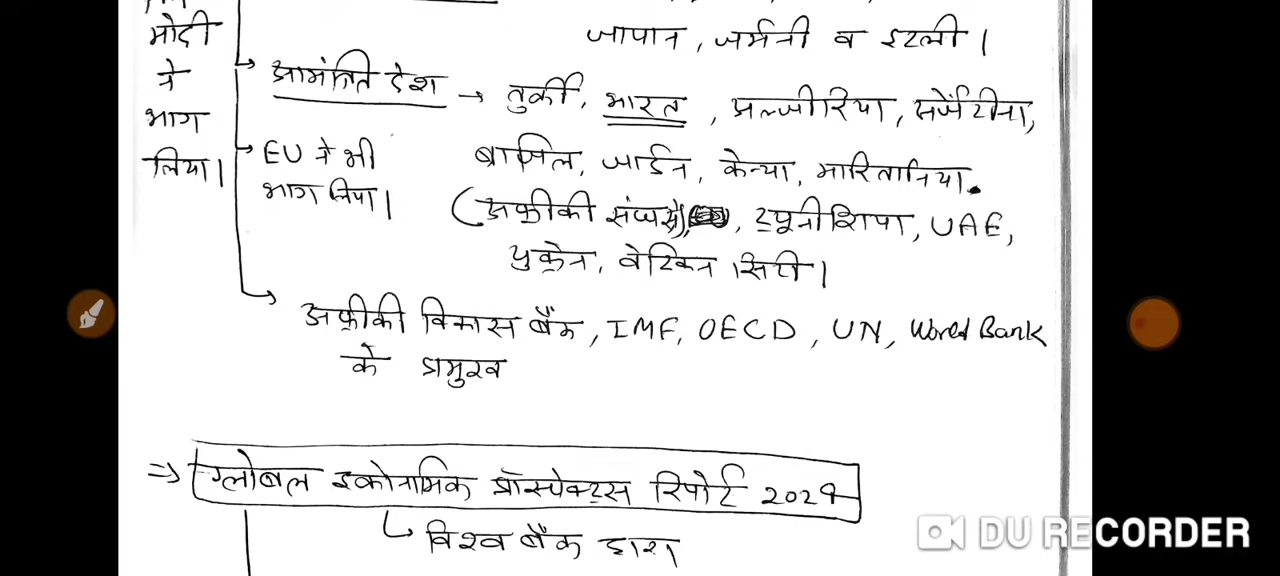 मोदी
ने
भाग
लिया।
जापान, जर्मनी व इटली।
आमंत्रित देश → तुर्की, भारत, अल्जीरिया, अर्जेंटीना,
ब्राजिल, जार्डन, केन्या, मारितानिया
(अफ्रीकी संघ से), ट्यूनीशिया, UAE,
युक्रेन, वेटिकन सिटी।
EU ने भी
भाग लिया।
अफ्रीकी विकास बैंक, IMF, OECD, UN, World Bank
के प्रमुख
⇒ ग्लोबल इकोनामिक प्रॉस्पेक्ट्स रिपोर्ट 2024
विश्व बैंक द्वारा
DU RECORDER